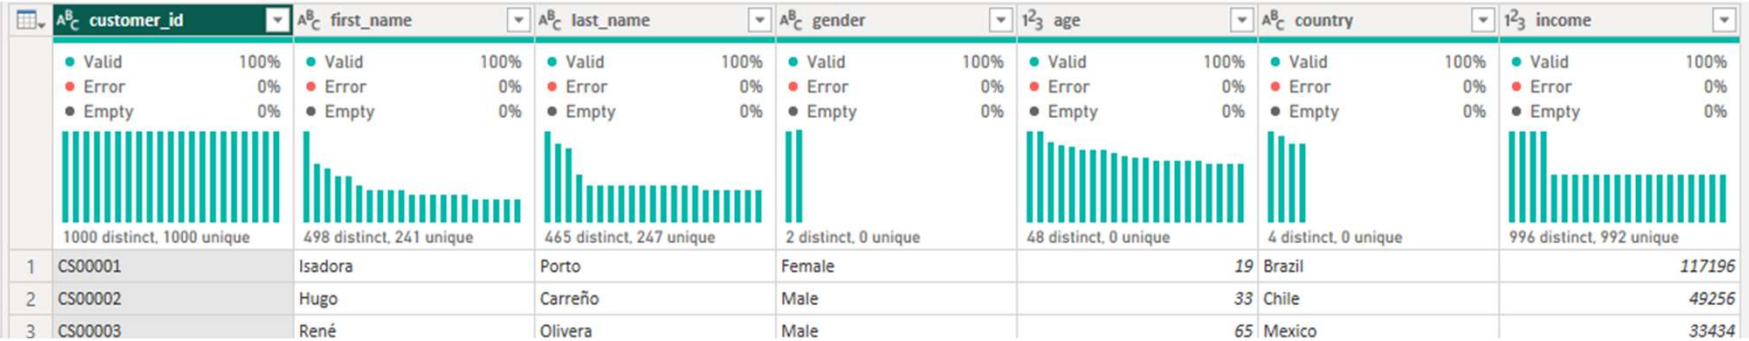 customer_id first_name last_name gender age country income
Valid 100% Valid 100% Valid 100% Valid 100% Valid 100% Valid 100% Valid 100%
Error 0% Error 0% Error 0% Error 0% Error 0% Error 0% Error 0%
Empty 0% Empty 0% Empty 0% Empty 0% Empty 0% Empty 0% Empty 0%
1000 distinct, 1000 unique 498 distinct, 241 unique 465 distinct, 247 unique 2 distinct, 0 unique 48 distinct, 0 unique 4 distinct, 0 unique 996 distinct, 992 unique
1 CS00001 Isadora Porto Female 19 Brazil 117196
2 CS00002 Hugo Carreño Male 33 Chile 49256
3 CS00003 René Olivera Male 65 Mexico 33434